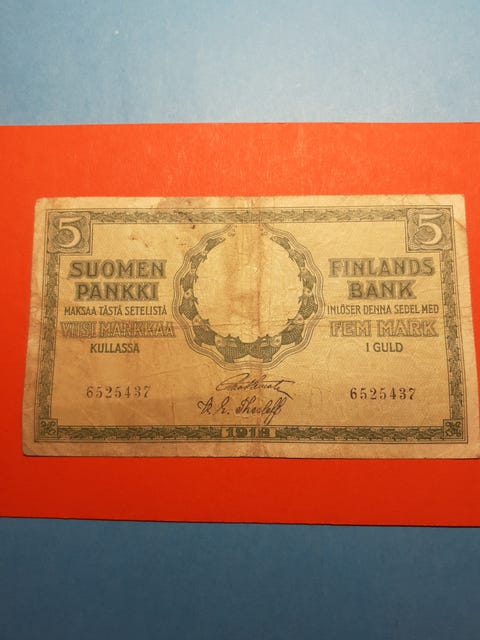 5 5
SUOMEN
PANKKI
MAKSAA TÄSTÄ SETELISTÄ
VIISI MARKKAA
KULLASSA
6525437
FINLANDS
BANK
INLÖSER DENNA SEDEL MED
FEM MARK
I GULD
6525437
1918